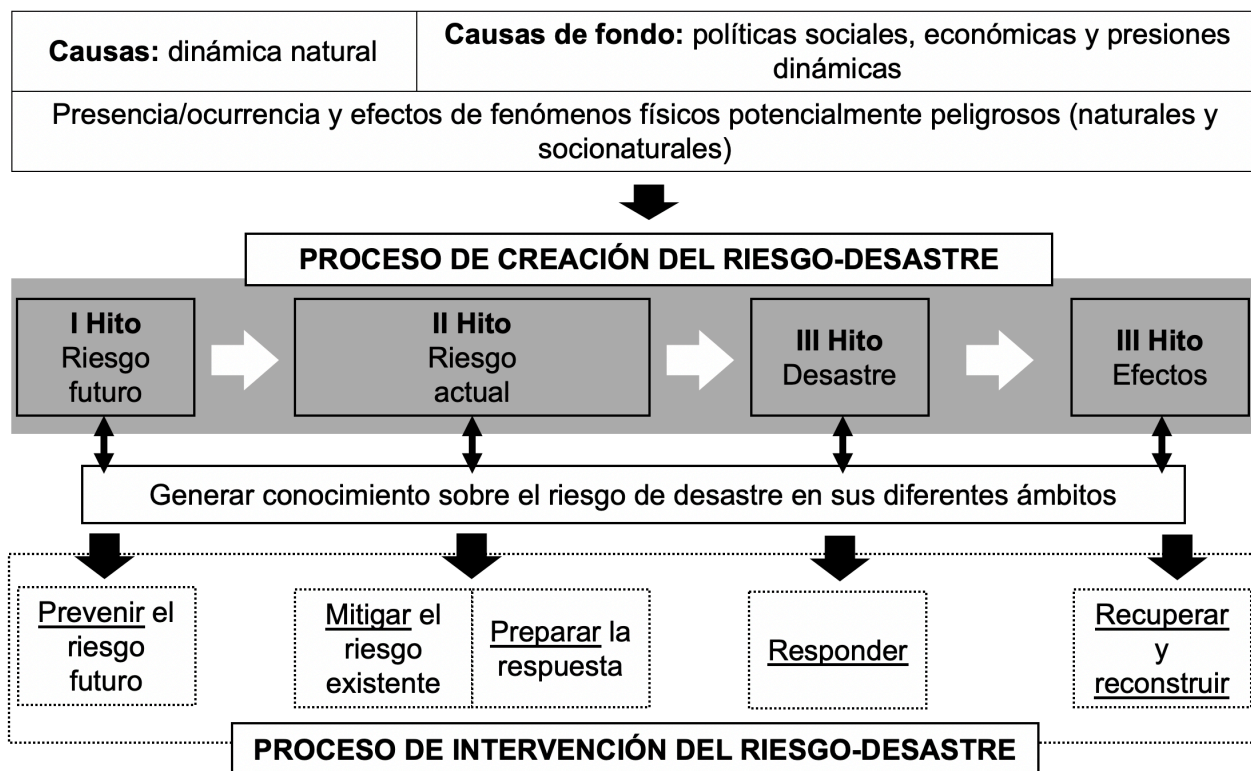 Causas: dinámica natural
Causas de fondo: políticas sociales, económicas y presiones
dinámicas
Presencia/ocurrencia y efectos de fenómenos físicos potencialmente peligrosos (naturales y
socionaturales)
PROCESO DE CREACIÓN DEL RIESGO-DESASTRE
I Hito
Riesgo
futuro
II Hito
Riesgo
actual
III Hito
Desastre
III Hito
Efectos
Generar conocimiento sobre el riesgo de desastre en sus diferentes ámbitos
Prevenir el
riesgo
futuro
Mitigar el
riesgo
existente
Preparar la
respuesta
Responder
Recuperar
y
reconstruir
PROCESO DE INTERVENCIÓN DEL RIESGO-DESASTRE